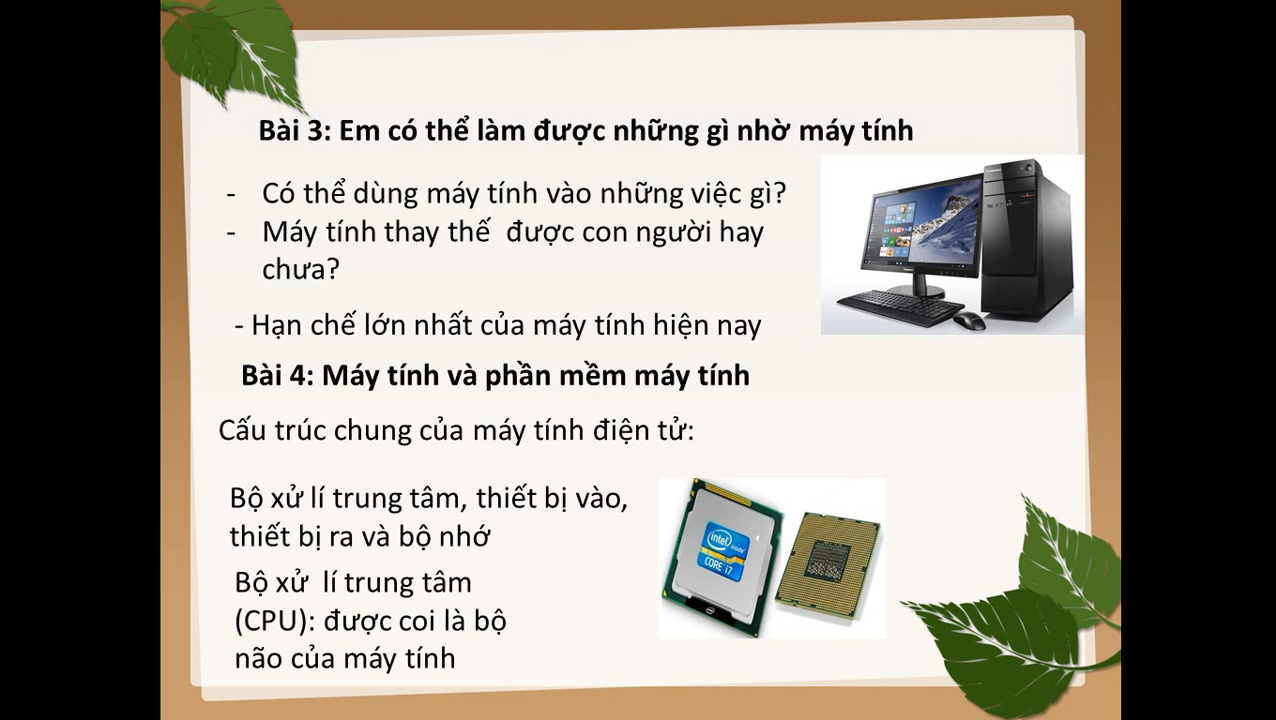 Bài 3: Em có thể làm được những gì nhờ máy tính
- Có thể dùng máy tính vào những việc gì?
- Máy tính thay thế được con người hay
chưa?
- Hạn chế lớn nhất của máy tính hiện nay
Bài 4: Máy tính và phần mềm máy tính
Cấu trúc chung của máy tính điện tử:
Bộ xử lí trung tâm, thiết bị vào,
thiết bị ra và bộ nhớ
Bộ xử lí trung tâm
(CPU): được coi là bộ
não của máy tính
intel inside
CORE i7